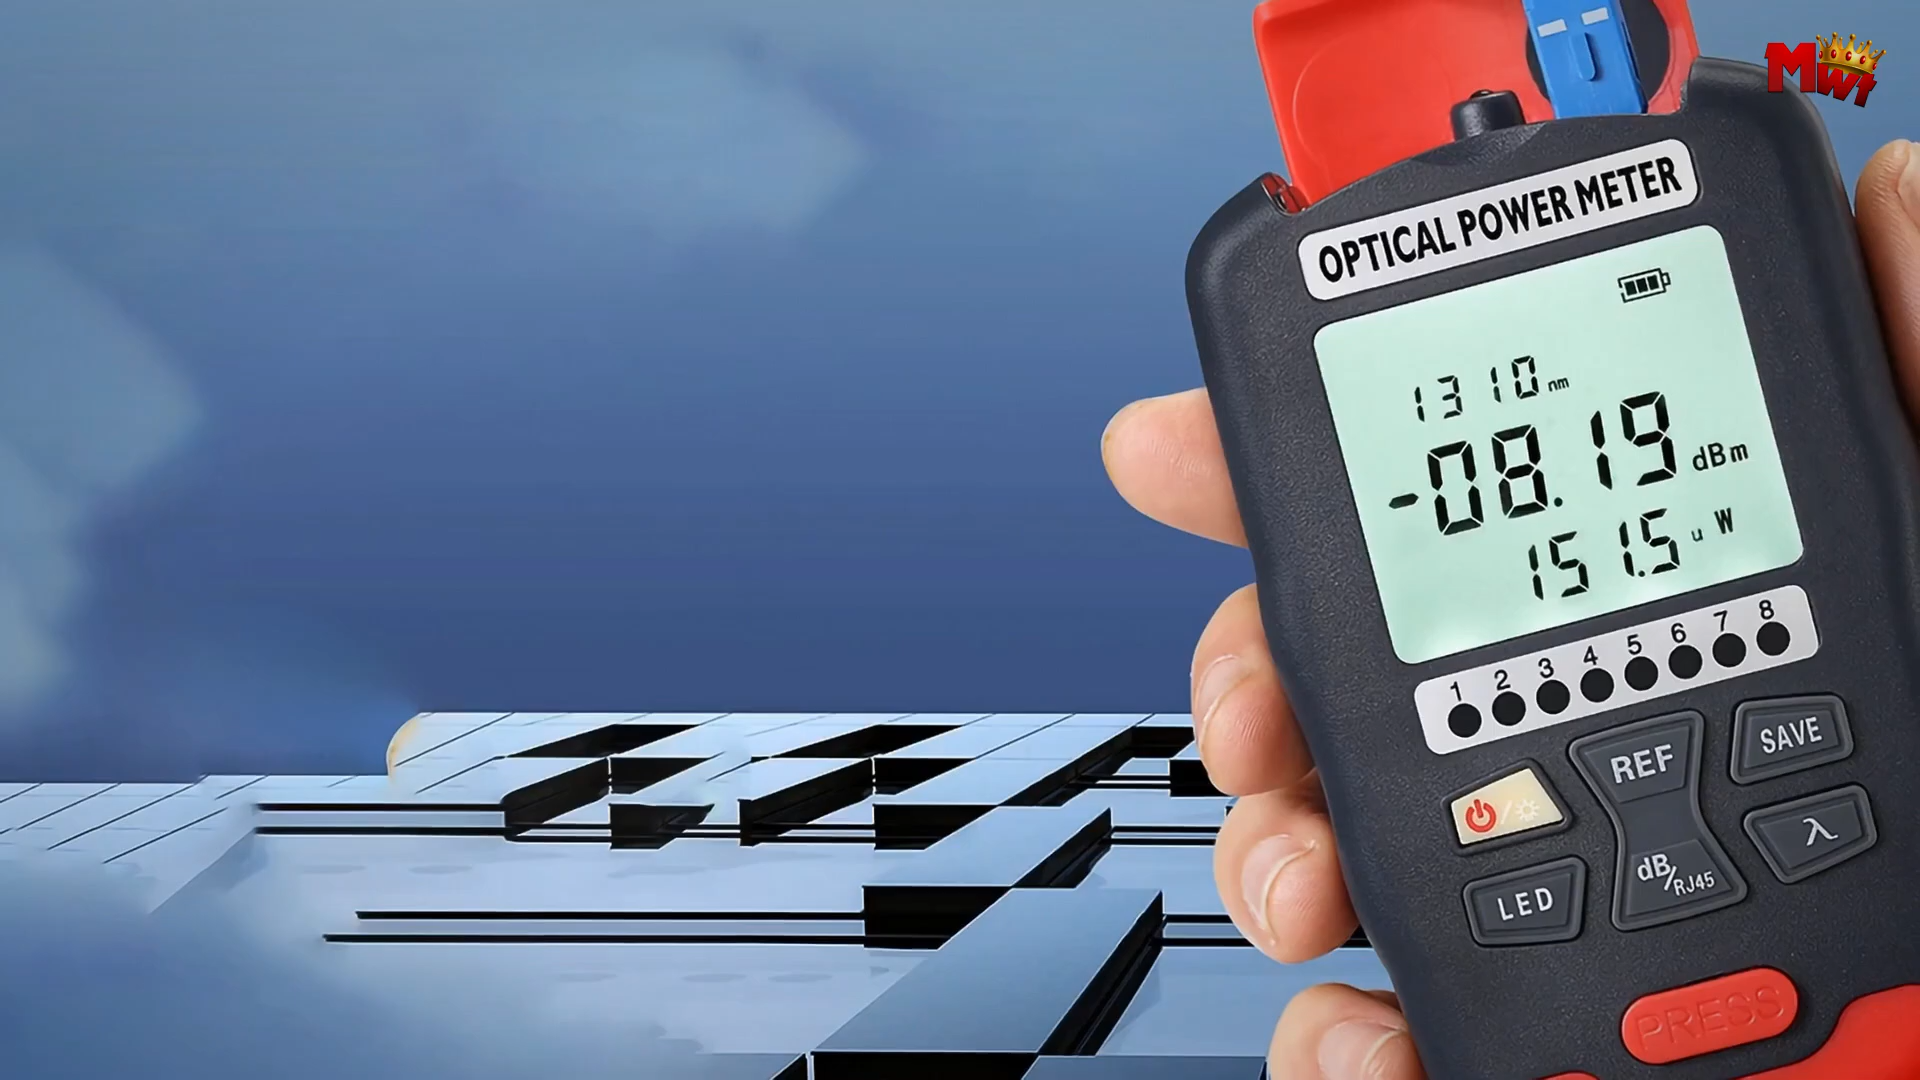 Mwt
OPTICAL POWER METER
1310 nm
-08.19 dBm
151.5 u W
1 2 3 4 5 6 7 8
REF
SAVE
dB/RJ45
λ
LED
PRESS